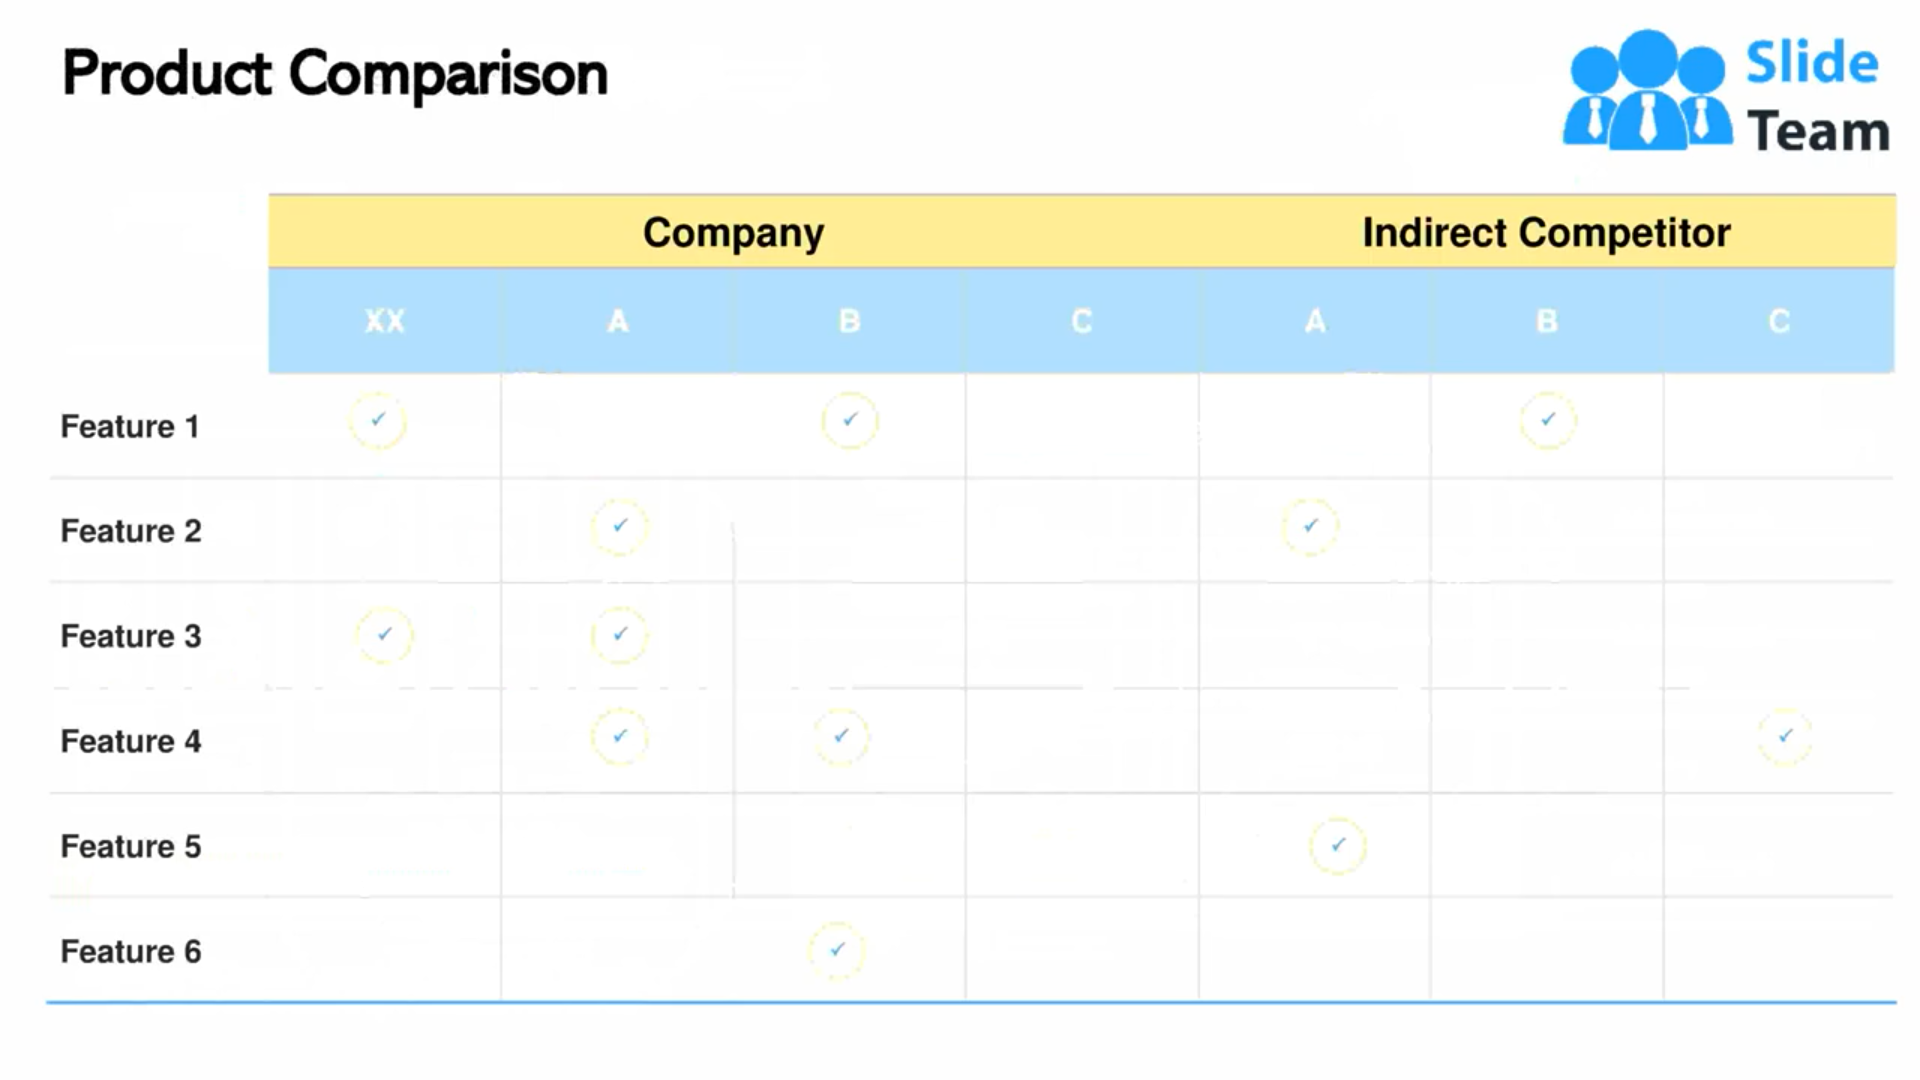 Product Comparison
Slide
Team
Company Indirect Competitor
XX A B C A B C
Feature 1 ✓ ✓ ✓
Feature 2 ✓ ✓
Feature 3 ✓ ✓
Feature 4 ✓ ✓ ✓
Feature 5 ✓
Feature 6 ✓